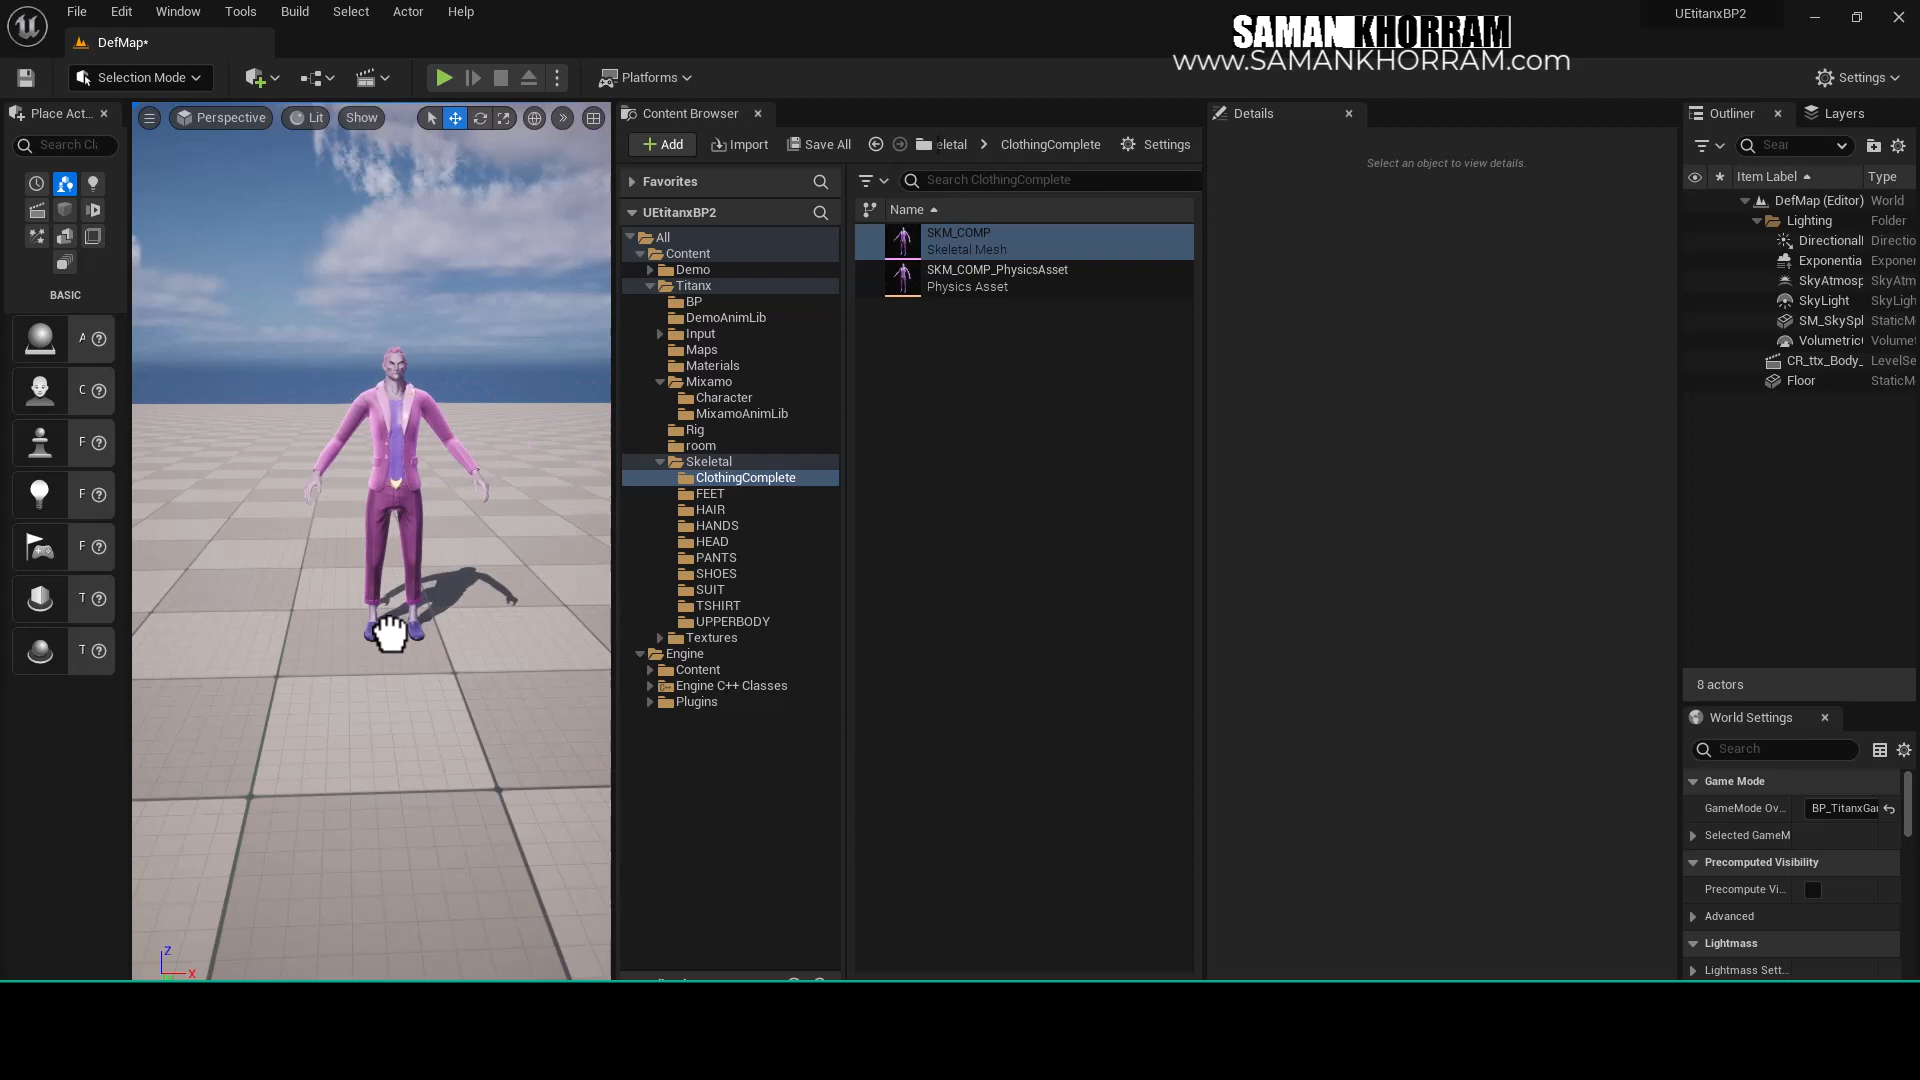 File Edit Window Tools Build Select Actor Help
SAMANKHORRAM
www.SAMANKHORRAM.com
UEtitanxBP2
DefMap*
Selection Mode
Platforms
Settings
Place Act...
Search Cl
BASIC
A
C
F
F
F
T
T
Perspective
Lit
Show
Z
X
Content Browser
Add
Import
Save All
eletal
ClothingComplete
Settings
Favorites
UEtitanxBP2
All
Content
Demo
Titanx
BP
DemoAnimLib
Input
Maps
Materials
Mixamo
Character
MixamoAnimLib
Rig
room
Skeletal
ClothingComplete
FEET
HAIR
HANDS
HEAD
PANTS
SHOES
SUIT
TSHIRT
UPPERBODY
Textures
Engine
Content
Engine C++ Classes
Plugins
Search ClothingComplete
Name
SKM_COMP
Skeletal Mesh
SKM_COMP_PhysicsAsset
Physics Asset
Details
Select an object to view details.
Outliner
Layers
Sear
Item Label Type
DefMap (Editor) World
Lighting Folder
Directionall Directio
Exponentia Exponer
SkyAtmosp SkyAtm
SkyLight SkyLigh
SM_SkySpl StaticM
Volumetric Volumet
CR_ttx_Body_ LevelSe
Floor StaticM
8 actors
World Settings
Search
Game Mode
GameMode Ov... BP_TitanxGa
Selected GameM
Precomputed Visibility
Precompute Vi...
Advanced
Lightmass
Lightmass Sett...